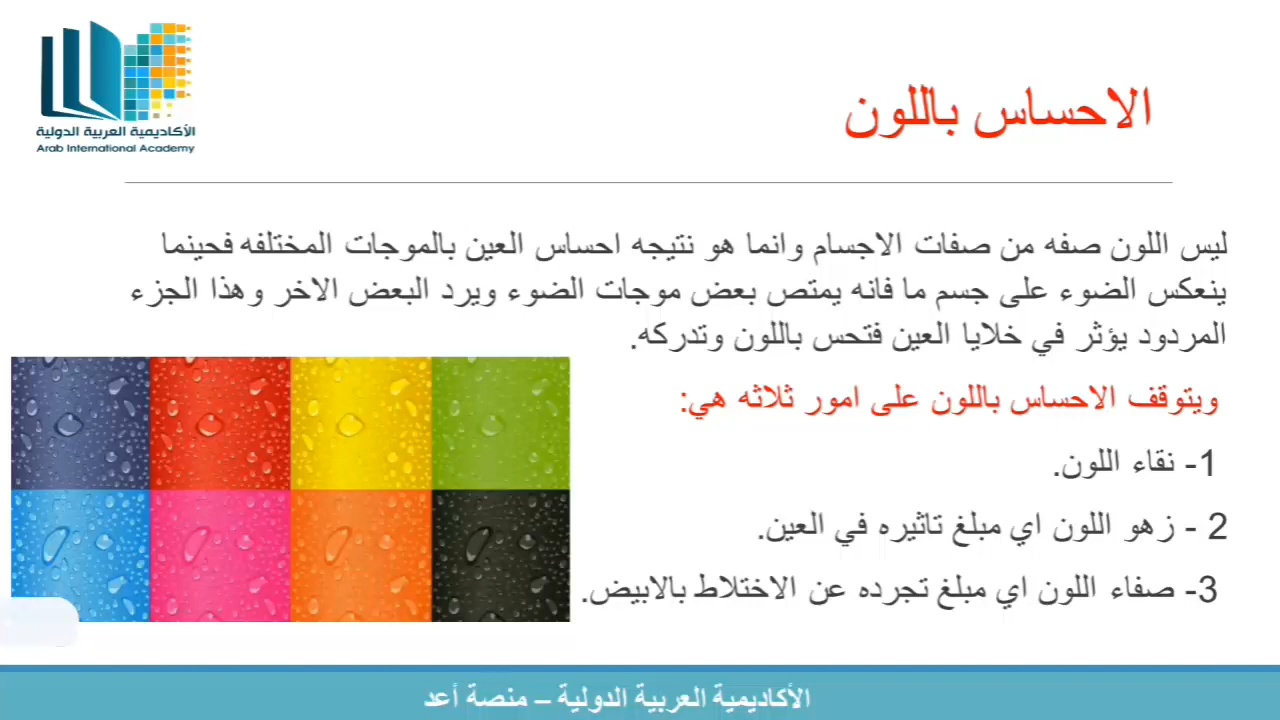 الأكاديمية العربية الدولية
Arab International Academy
الاحساس باللون
ليس اللون صفه من صفات الاجسام وانما هو نتيجه احساس العين بالموجات المختلفه فحينما
ينعكس الضوء على جسم ما فانه يمتص بعض موجات الضوء ويرد البعض الاخر وهذا الجزء
المردود يؤثر في خلايا العين فتحس باللون وتدركه.
ويتوقف الاحساس باللون على امور ثلاثه هي:
1- نقاء اللون.
2 - زهو اللون اي مبلغ تاثيره في العين.
3- صفاء اللون اي مبلغ تجرده عن الاختلاط بالابيض.
الأكاديمية العربية الدولية – منصة أعد